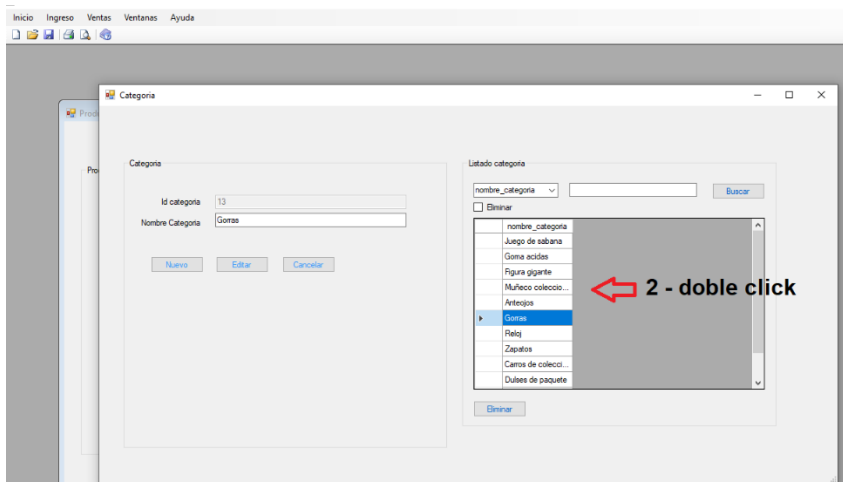 Inicio Ingreso Ventas Ventanas Ayuda
Categoria
Prod
Pro
Categoria
Id categoria 13
Nombre Categoria Gorras
Nuevo Editar Cancelar
Listado categoria
nombre_categoria Buscar
Eliminar
nombre_categoria
Juego de sabana
Goma acidas
Figura gigante
Muñeco coleccio...
Anteojos
Gorras
Reloj
Zapatos
Carros de colecci...
Dulses de paquete
Eliminar
2 - doble click